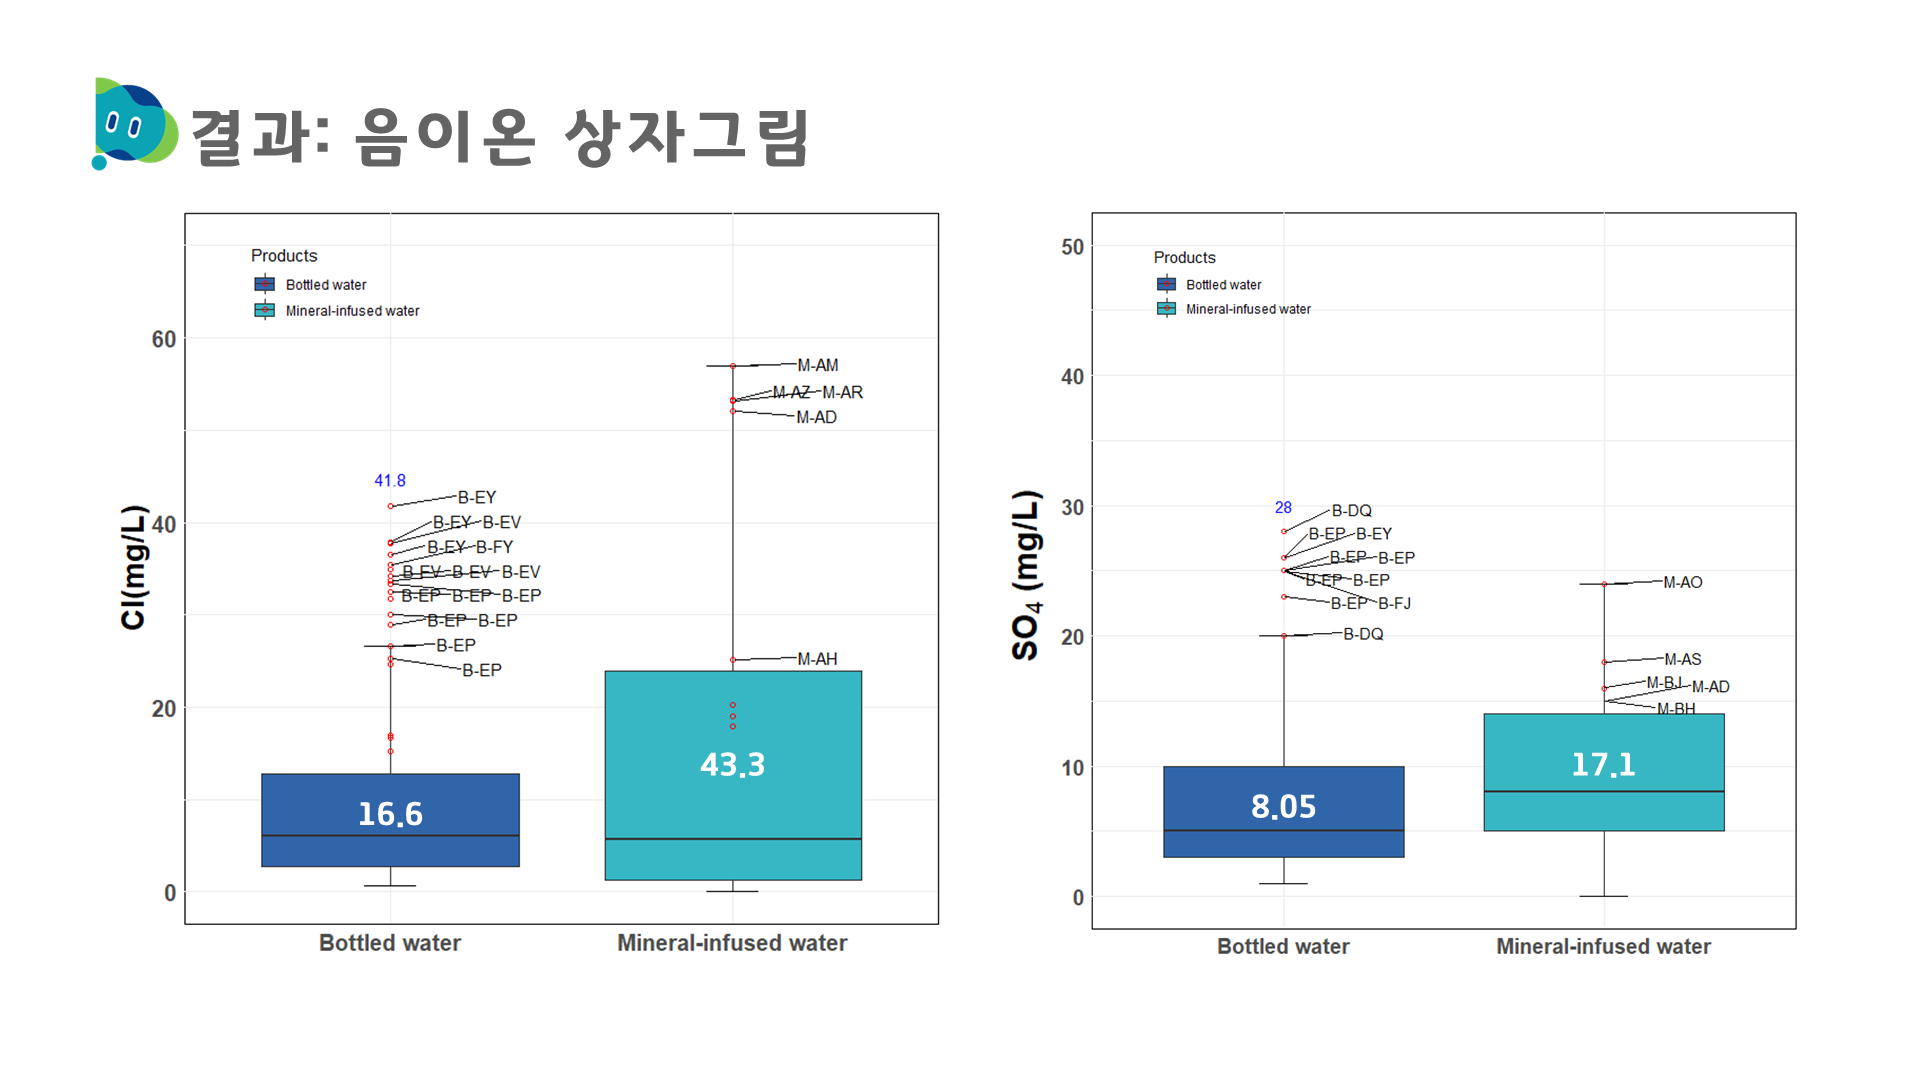 결과: 음이온 상자그림
Products
Bottled water
Mineral-infused water
Cl(mg/L)
60
40
20
0
41.8
B-EY
B-EY B-EV
B-EY B-FY
B-EV B-EV B-EV
B-EP B-EP B-EP
B-EP B-EP
B-EP
B-EP
16.6
M-AM
M-AZ M-AR
M-AD
M-AH
43.3
Bottled water
Mineral-infused water
Products
Bottled water
Mineral-infused water
SO4 (mg/L)
50
40
30
20
10
0
28
B-DQ
B-EP B-EY
B-EP B-EP
B-EP B-EP
B-EP B-FJ
B-DQ
8.05
M-AO
M-AS
M-BJ M-AD
M-BH
17.1
Bottled water
Mineral-infused water